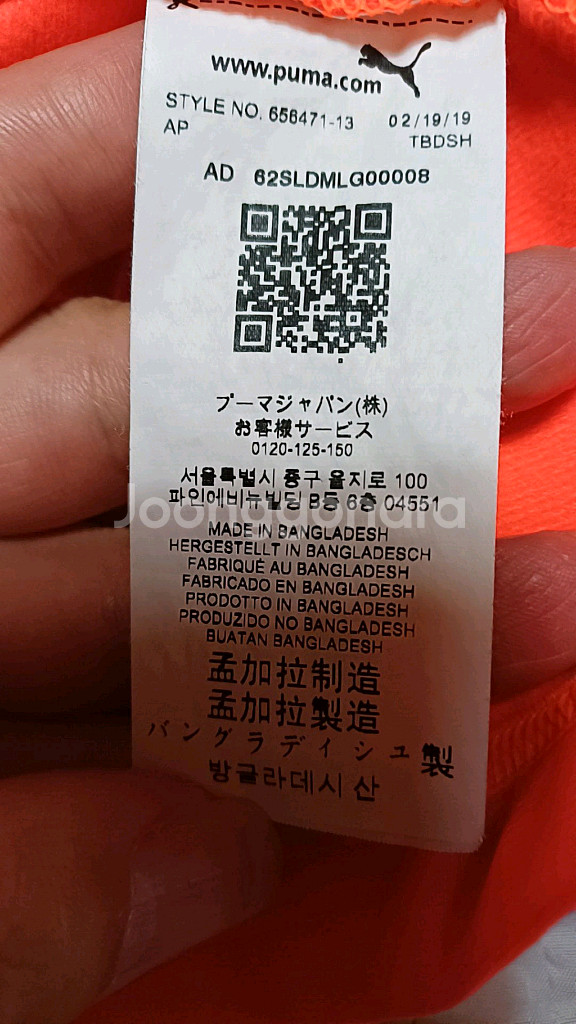 www.puma.com
STYLE NO. 656471-13 02/19/19
AP TBDSH
AD 62SLDMLG00008
プーマジャパン(株)
お客様サービス
0120-125-150
서울특별시 중구 을지로 100
파인에비뉴빌딩 B동 6층 04551
Joongonara
MADE IN BANGLADESH
HERGESTELLT IN BANGLADESCH
FABRIQUÉ AU BANGLADESH
FABRICADO EN BANGLADESH
PRODOTTO IN BANGLADESH
PRODUZIDO NO BANGLADESH
BUATAN BANGLADESH
孟加拉制造
孟加拉製造
バングラディシュ製
방글라데시 산